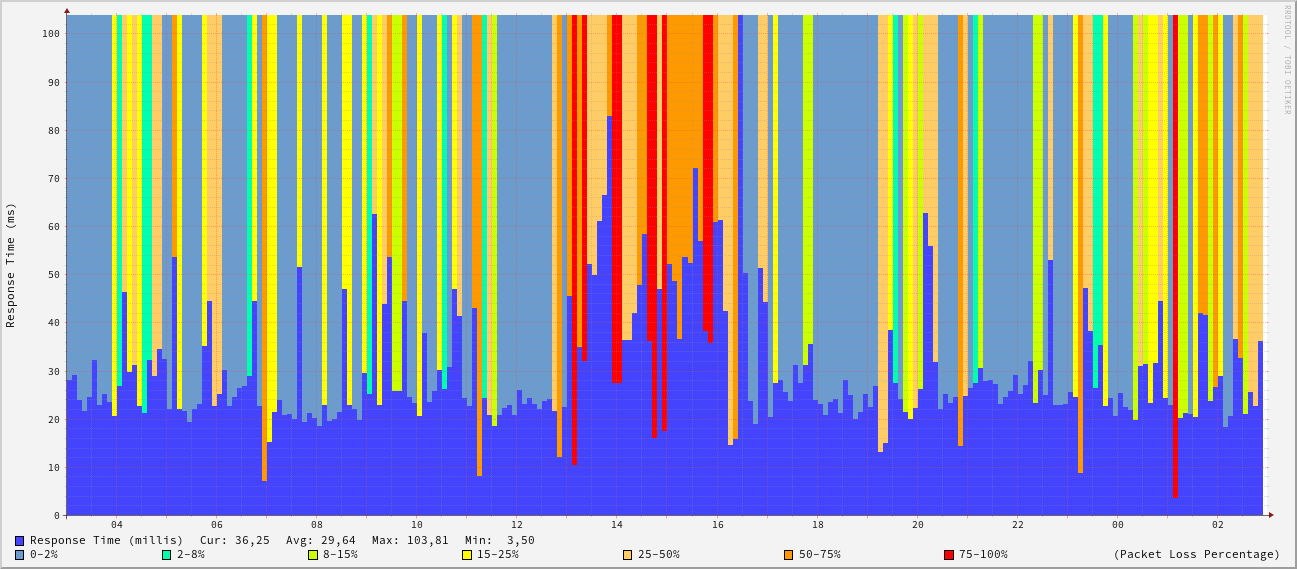 RRDTOOL / TOBI OETIKER
Response Time (ms)
100
90
80
70
60
50
40
30
20
10
0
04 06 08 10 12 14 16 18 20 22 00 02
Response Time (millis) Cur: 36,25 Avg: 29,64 Max: 103,81 Min: 3,50
0-2% 2-8% 8-15% 15-25% 25-50% 50-75% 75-100% (Packet Loss Percentage)